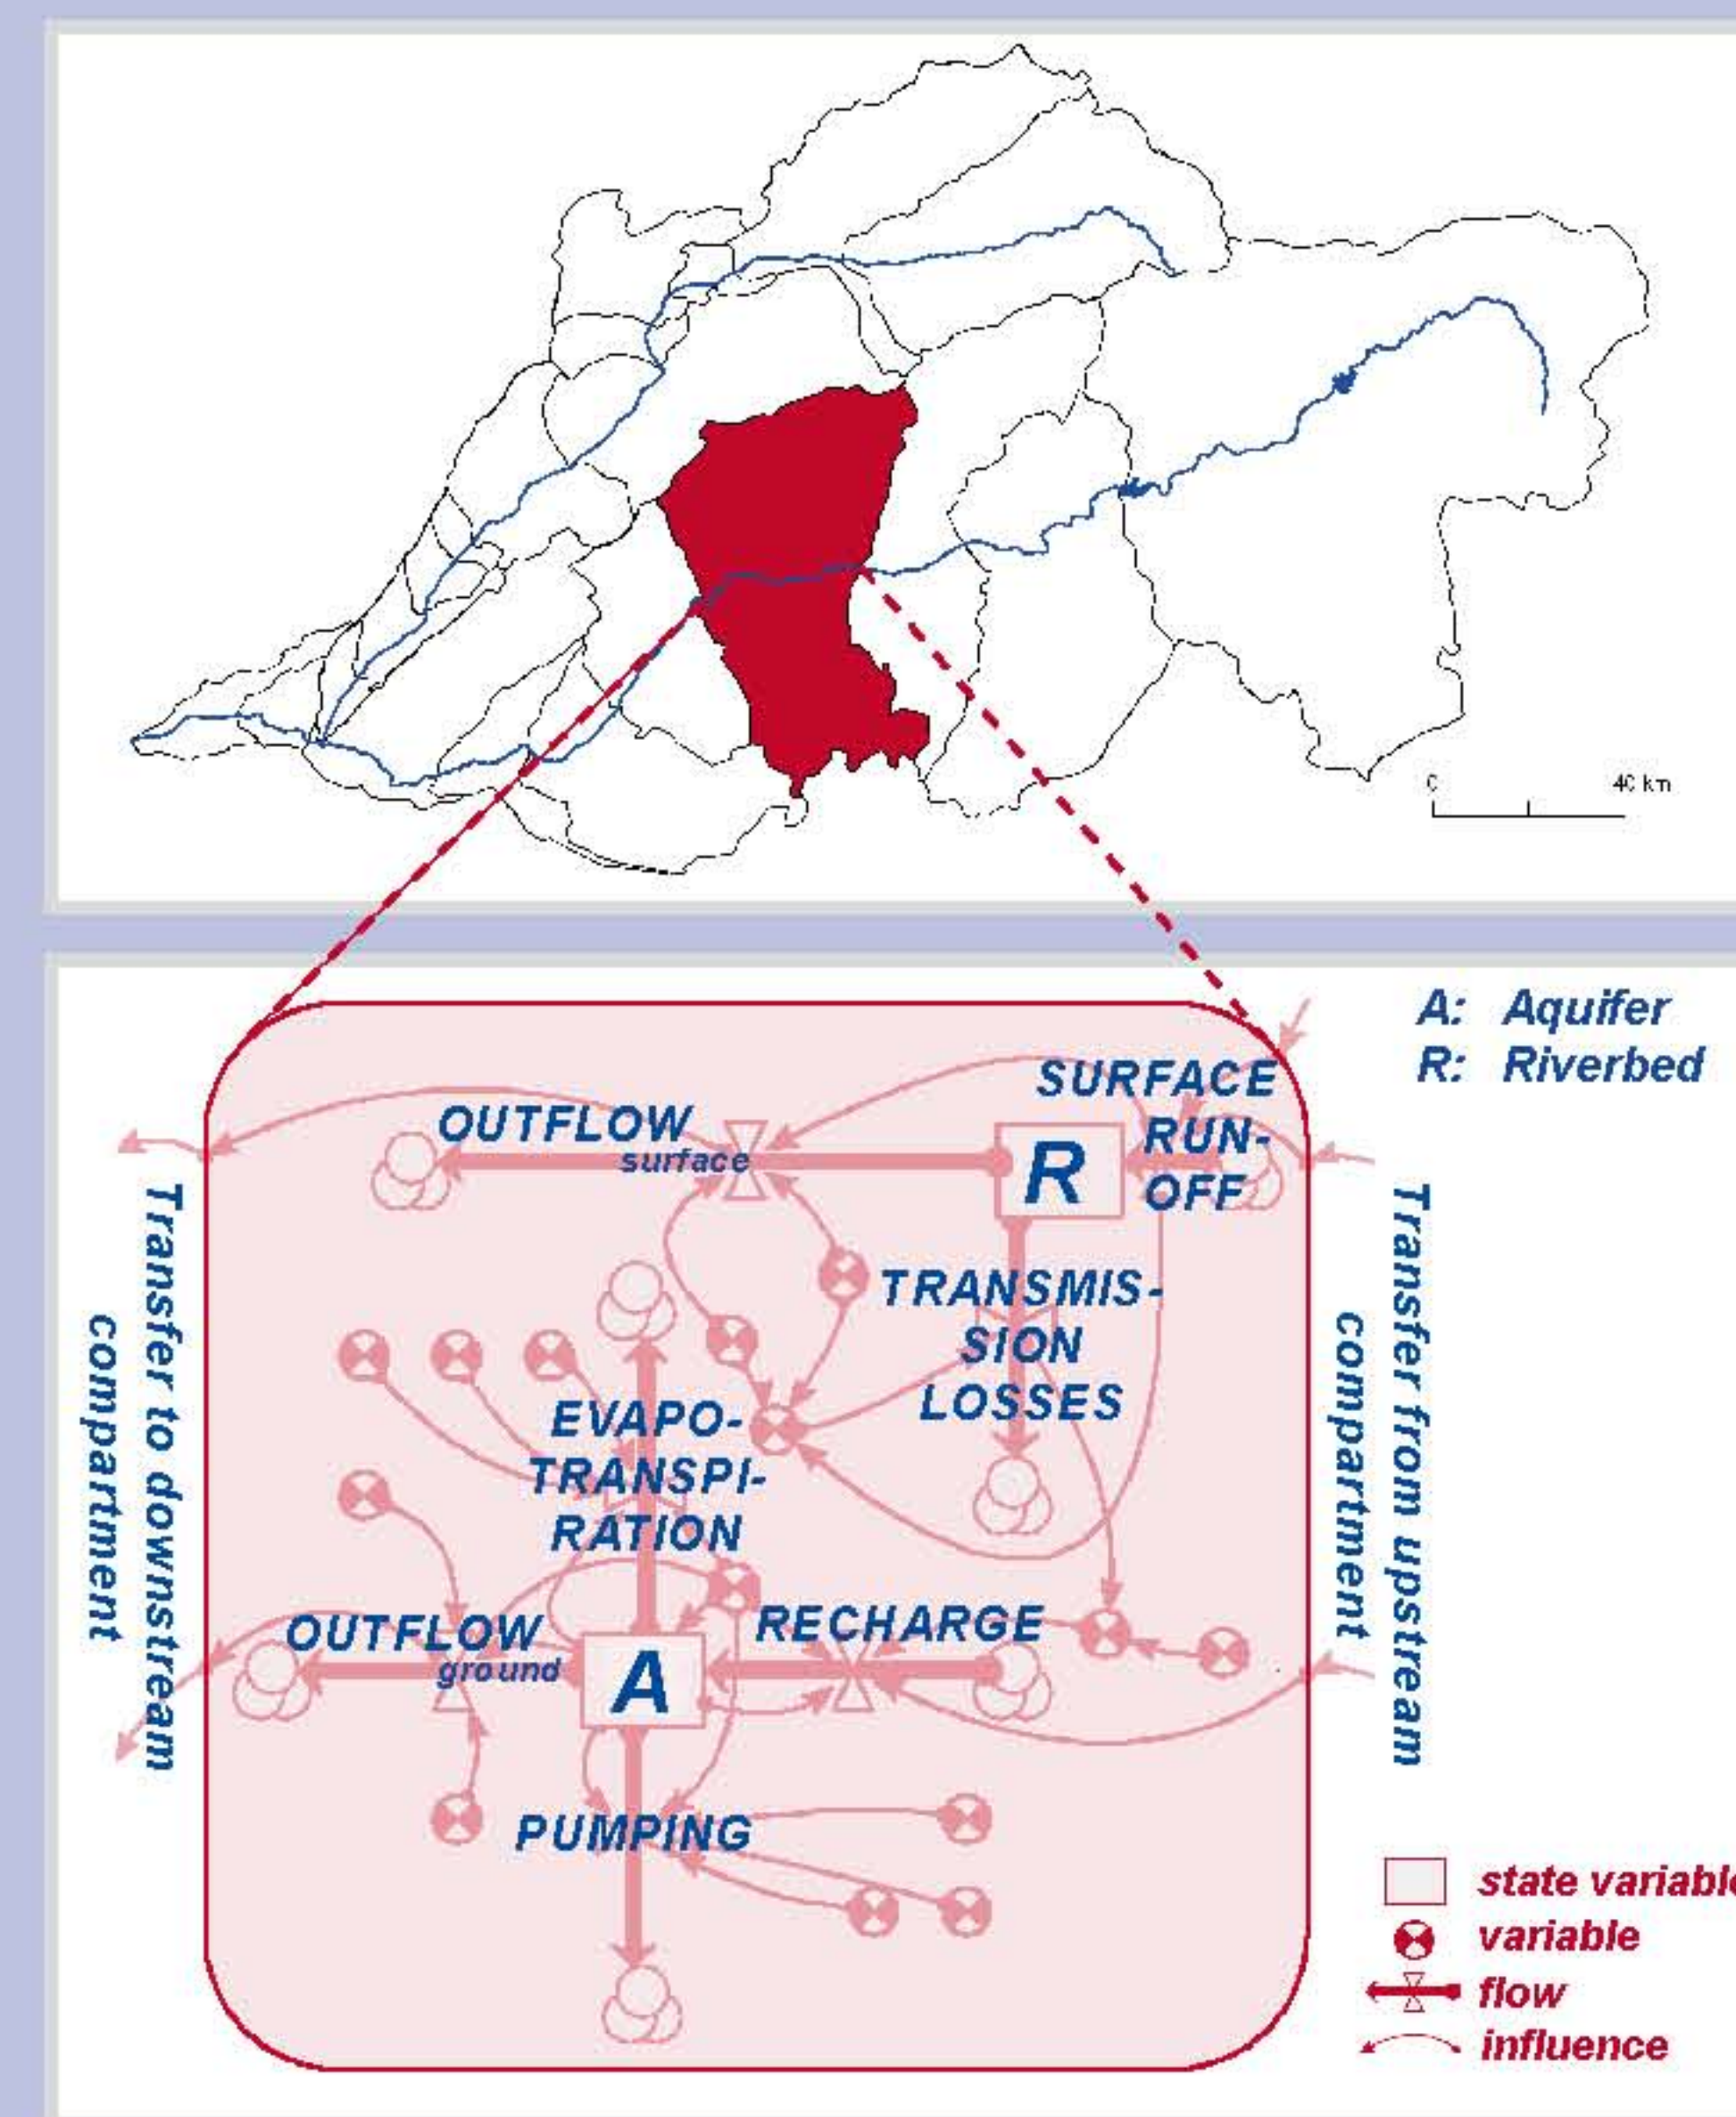 0 40 km
A: Aquifer
R: Riverbed
SURFACE
RUN-
OFF
OUTFLOW
surface
R
TRANSMIS-
SION
LOSSES
EVAPO-
TRANSPI-
RATION
OUTFLOW
ground
A
RECHARGE
PUMPING
Transfer to downstream
compartment
Transfer from upstream
compartment
state variable
variable
flow
influence